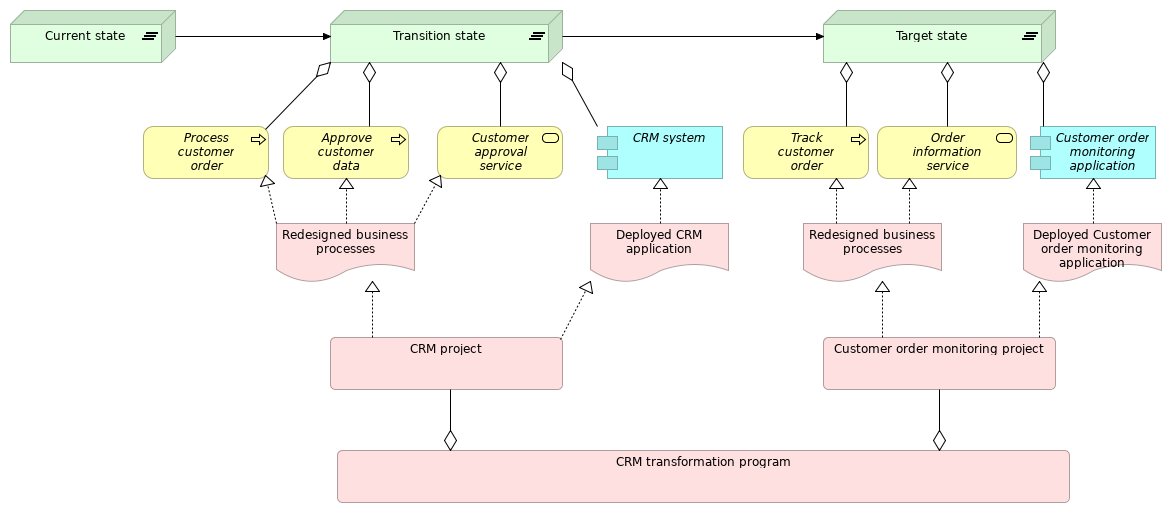 Current state
Transition state
Target state
Process
customer
order
Approve
customer
data
Customer
approval
service
CRM system
Track
customer
order
Order
information
service
Customer order
monitoring
application
Redesigned business
processes
Deployed CRM
application
Redesigned business
processes
Deployed Customer
order monitoring
application
CRM project
Customer order monitoring project
CRM transformation program